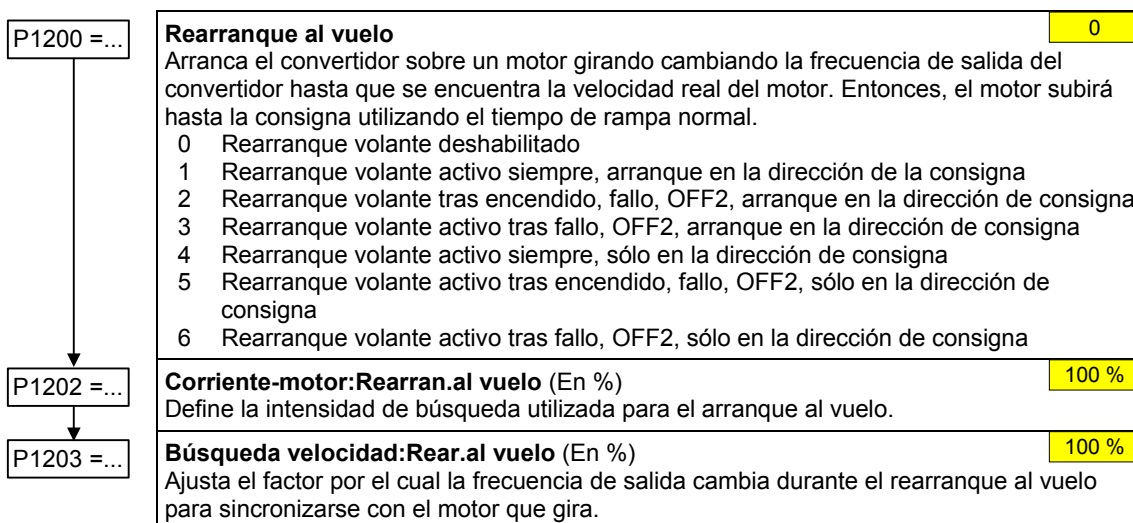 P1200 =...
Rearranque al vuelo
0
Arranca el convertidor sobre un motor girando cambiando la frecuencia de salida del
convertidor hasta que se encuentra la velocidad real del motor. Entonces, el motor subirá
hasta la consigna utilizando el tiempo de rampa normal.
0 Rearranque volante deshabilitado
1 Rearranque volante activo siempre, arranque en la dirección de la consigna
2 Rearranque volante tras encendido, fallo, OFF2, arranque en la dirección de consigna
3 Rearranque volante activo tras fallo, OFF2, arranque en la dirección de consigna
4 Rearranque volante activo siempre, sólo en la dirección de consigna
5 Rearranque volante activo tras encendido, fallo, OFF2, sólo en la dirección de
consigna
6 Rearranque volante activo tras fallo, OFF2, sólo en la dirección de consigna
P1202 =...
Corriente-motor:Rearran.al vuelo (En %)
100 %
Define la intensidad de búsqueda utilizada para el arranque al vuelo.
P1203 =...
Búsqueda velocidad:Rear.al vuelo (En %)
100 %
Ajusta el factor por el cual la frecuencia de salida cambia durante el rearranque al vuelo
para sincronizarse con el motor que gira.